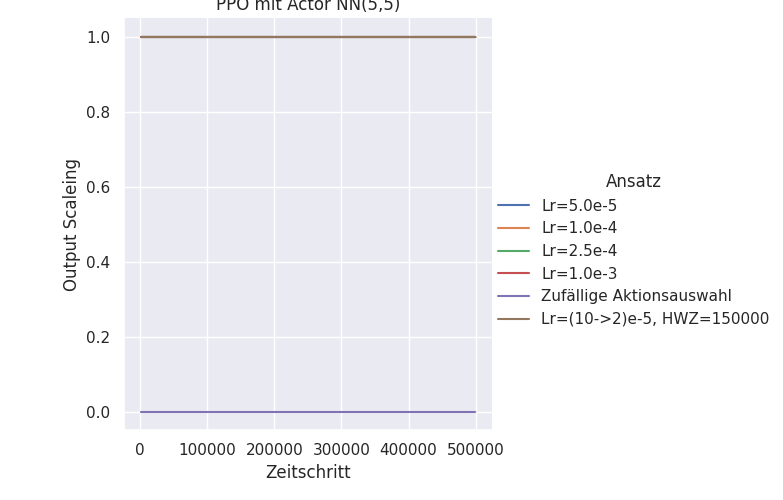 PPO mit Actor NN(5,5)
1.0
0.8
0.6
0.4
0.2
0.0
Output Scaleing
0 100000 200000 300000 400000 500000
Zeitschritt
Ansatz
Lr=5.0e-5
Lr=1.0e-4
Lr=2.5e-4
Lr=1.0e-3
Zufällige Aktionsauswahl
Lr=(10->2)e-5, HWZ=150000